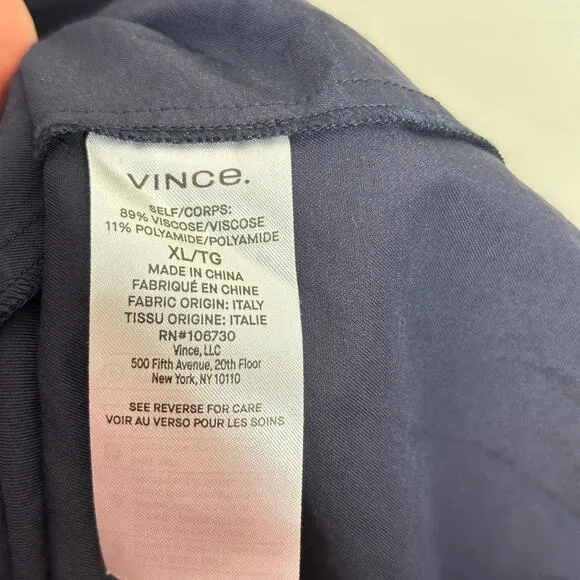 VINCE.
SELF/CORPS:
89% VISCOSE/VISCOSE
11% POLYAMIDE/POLYAMIDE
XL/TG
MADE IN CHINA
FABRIQUÉ EN CHINE
FABRIC ORIGIN: ITALY
TISSU ORIGINE: ITALIE
RN#106730
Vince, LLC
500 Fifth Avenue, 20th Floor
New York, NY 10110
SEE REVERSE FOR CARE
VOIR AU VERSO POUR LES SOINS